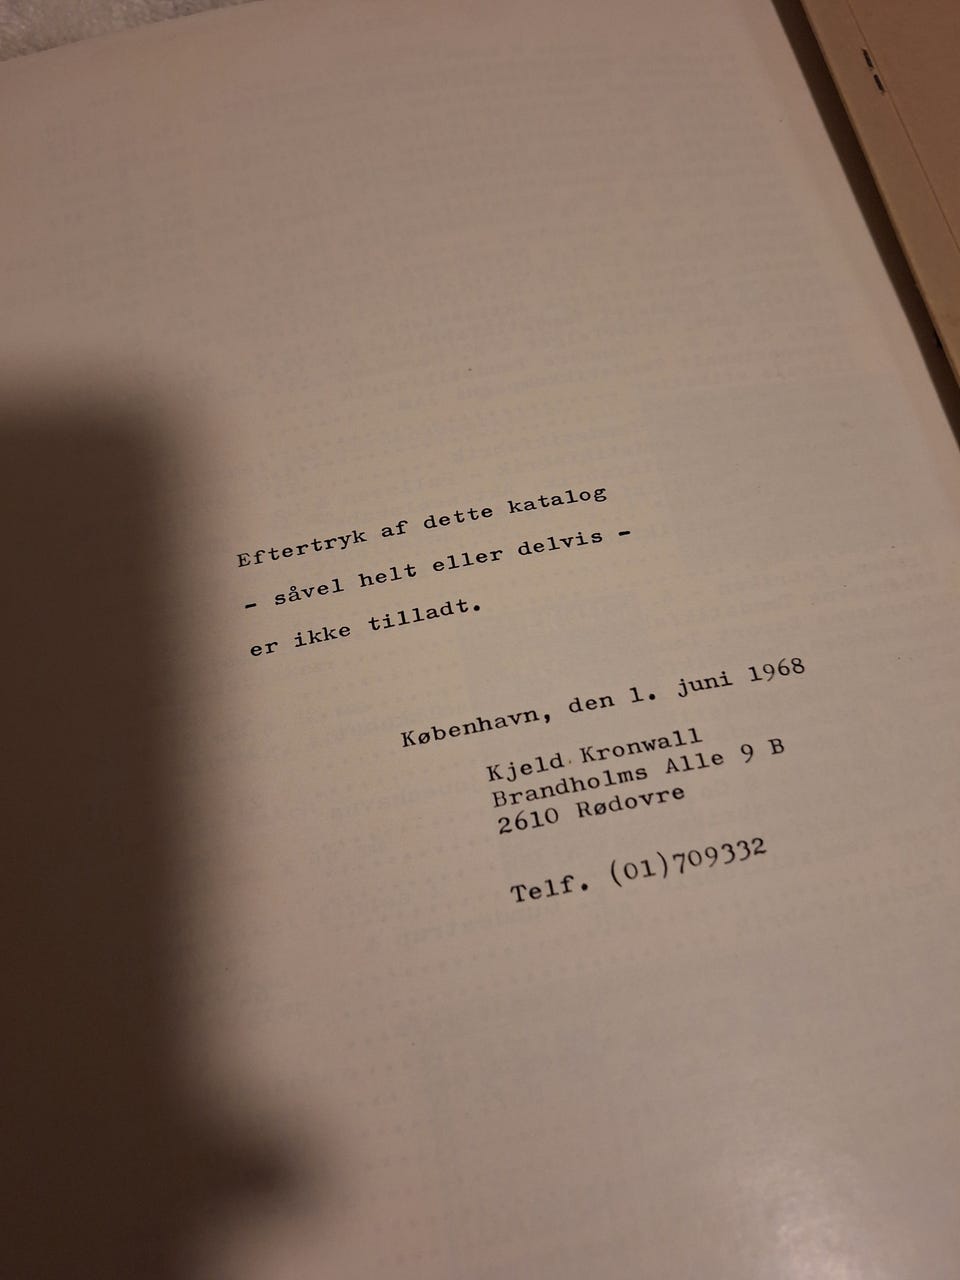 Eftertryk af dette katalog
- såvel helt eller delvis -
er ikke tilladt.
København, den 1. juni 1968
Kjeld Kronwall
Brandholms Alle 9 B
2610 Rødovre
Telf. (01)709332